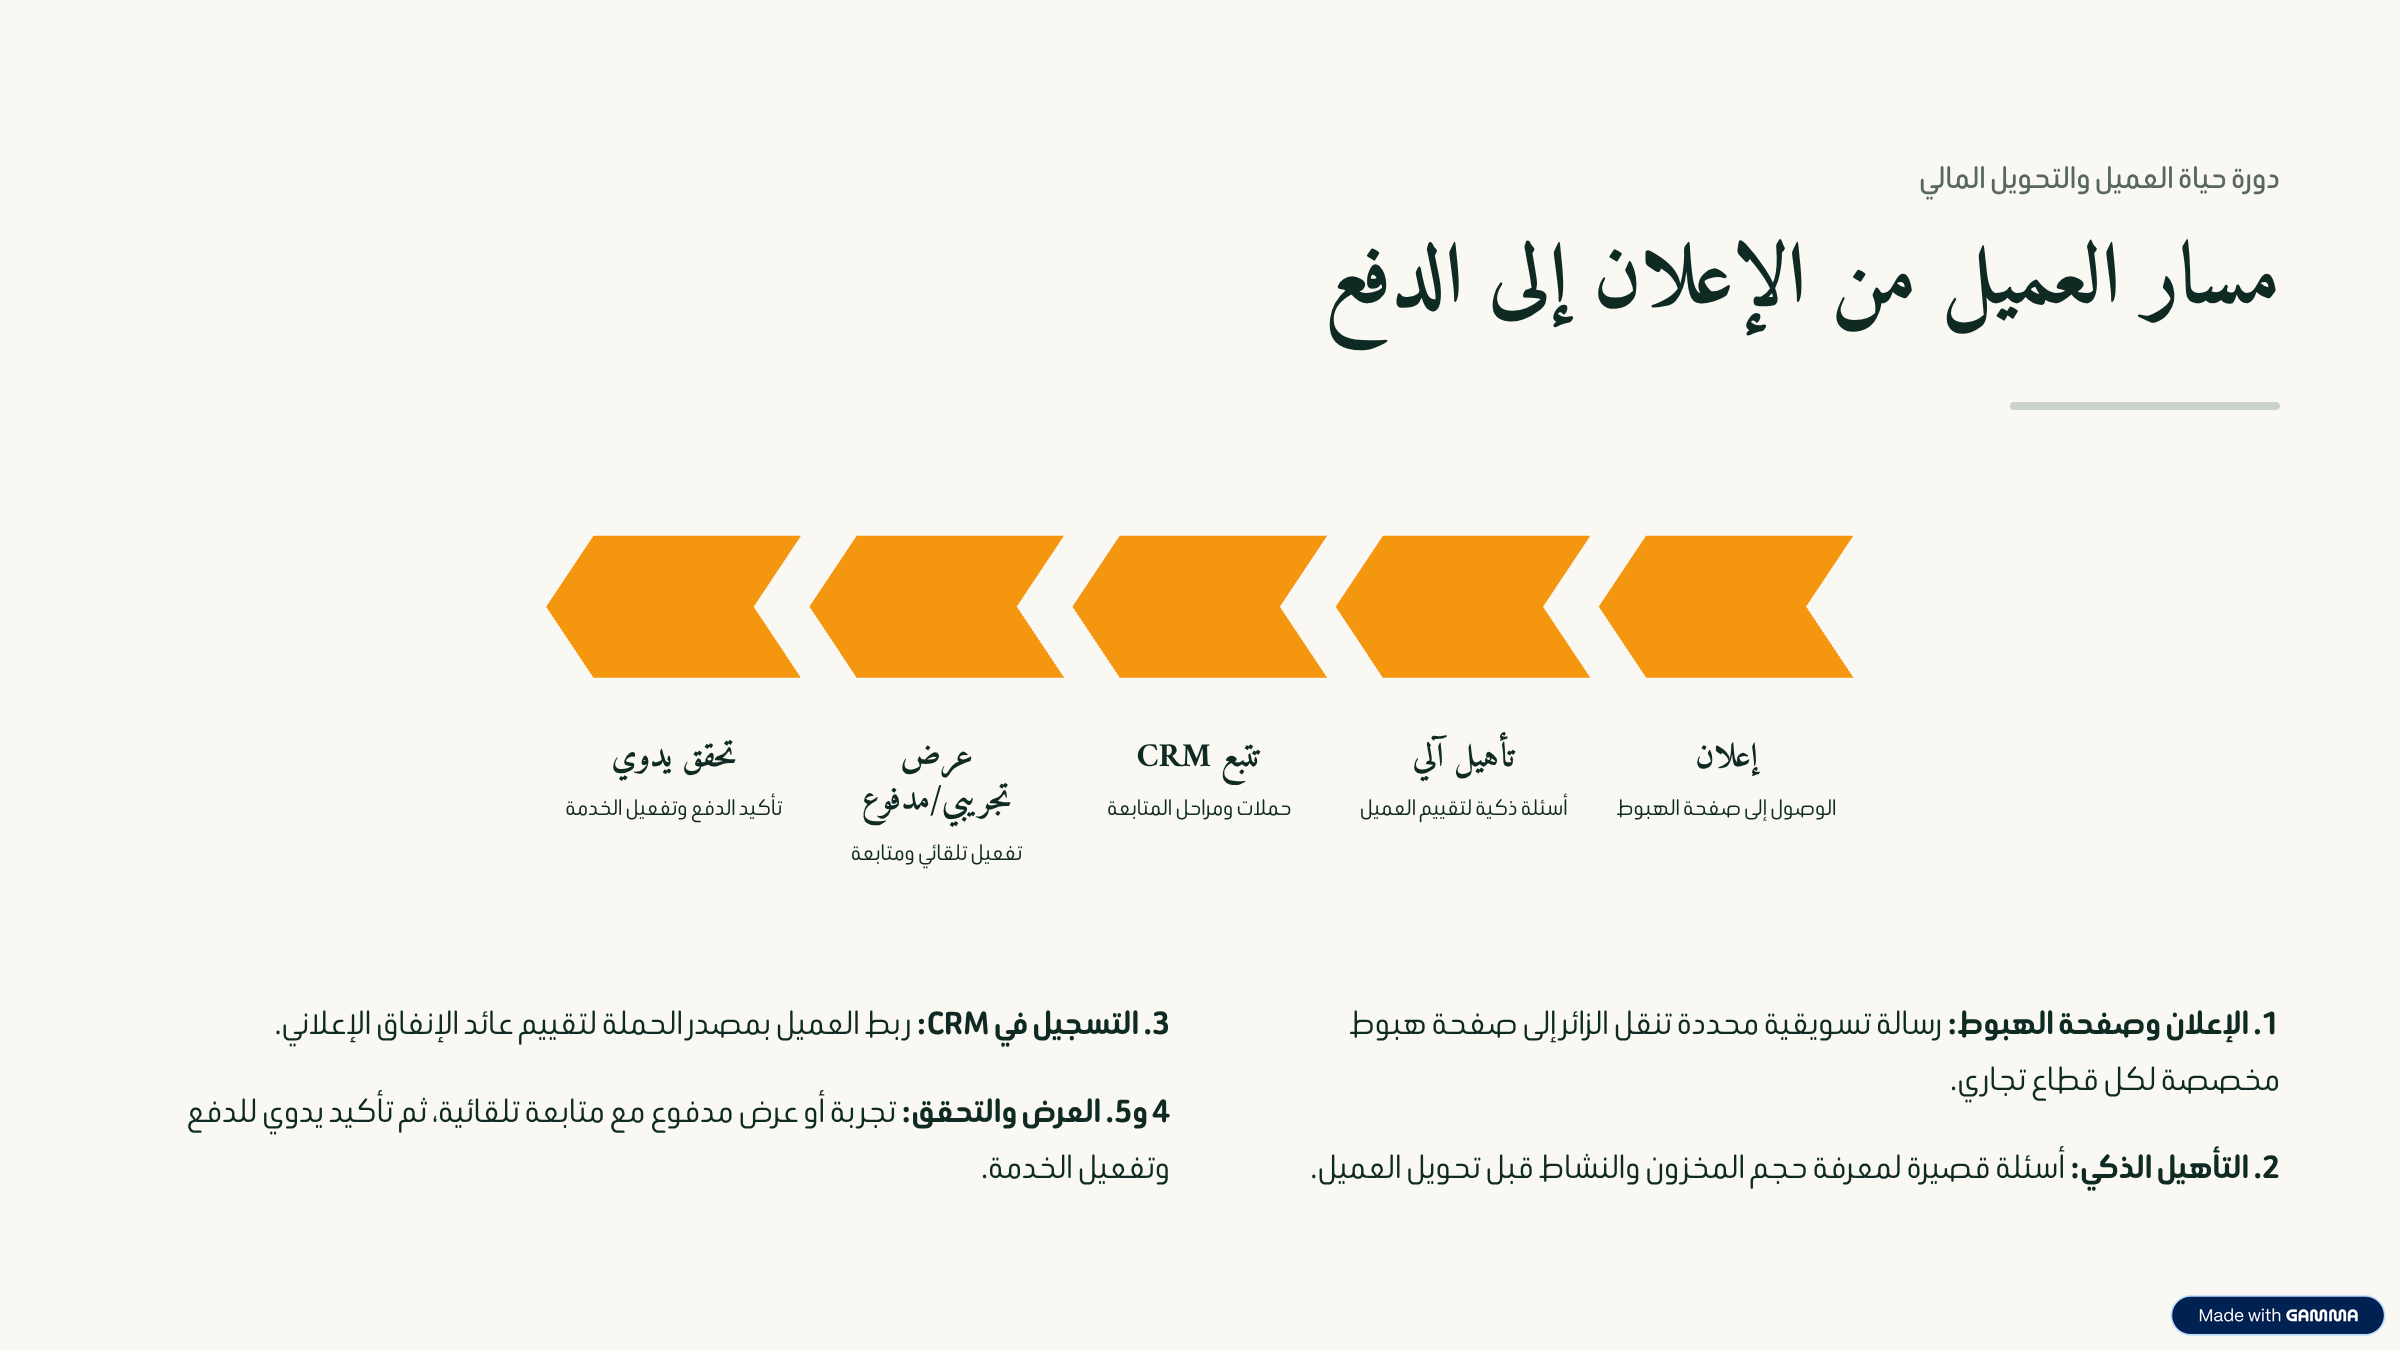 دورة حياة العميل والتحويل المالي
مسار العميل من الإعلان إلى الدفع
إعلان
الوصول إلى صفحة الهبوط
تأهيل آلي
أسئلة ذكية لتقييم العميل
تتبع CRM
حملات ومراحل المتابعة
عرض
تجريبي/مدفوع
تفعيل تلقائي ومتابعة
تحقق يدوي
تأكيد الدفع وتفعيل الخدمة
1. الإعلان وصفحة الهبوط: رسالة تسويقية محددة تنقل الزائر إلى صفحة هبوط
مخصصة لكل قطاع تجاري.
2. التأهيل الذكي: أسئلة قصيرة لمعرفة حجم المخزون والنشاط قبل تحويل العميل.
3. التسجيل في CRM: ربط العميل بمصدر الحملة لتقييم عائد الإنفاق الإعلاني.
4 و5. العرض والتحقق: تجربة أو عرض مدفوع مع متابعة تلقائية، ثم تأكيد يدوي للدفع
وتفعيل الخدمة.
Made with GAMMA